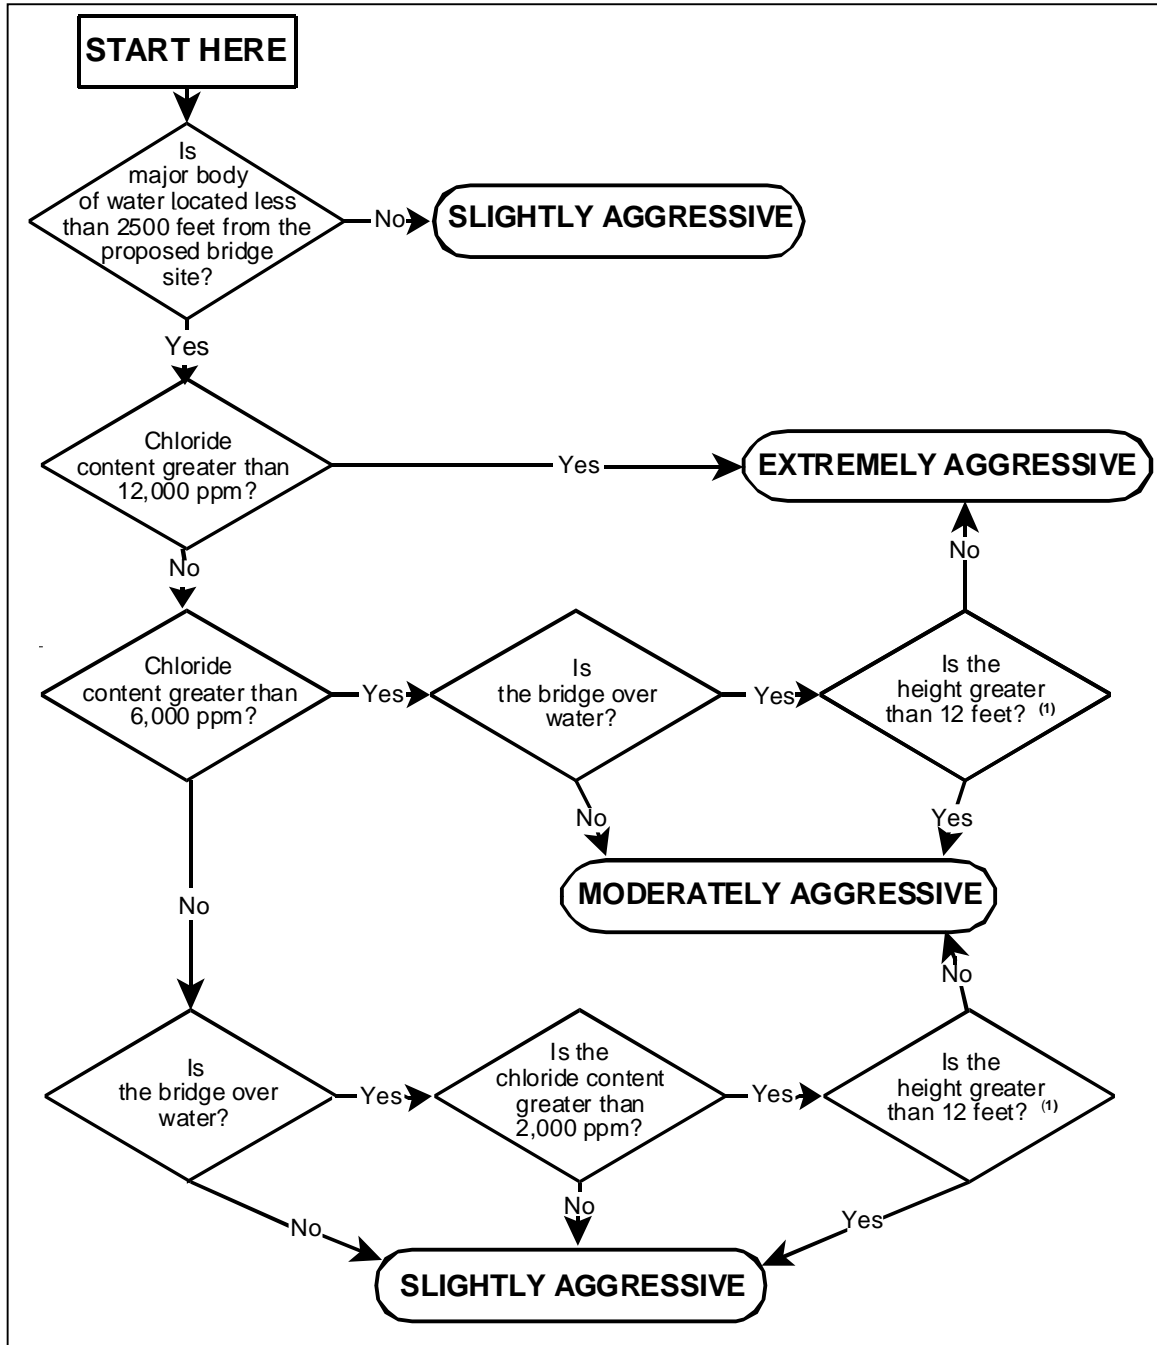 START HERE
Is
major body
of water located less
than 2500 feet from the
proposed bridge
site?
No
SLIGHTLY AGGRESSIVE
Yes
Chloride
content greater than
12,000 ppm?
Yes
EXTREMELY AGGRESSIVE
No
No
Chloride
content greater than
6,000 ppm?
Yes
Is
the bridge over
water?
Yes
Is the
height greater
than 12 feet? (1)
No
Yes
MODERATELY AGGRESSIVE
No
No
Is
the bridge over
water?
Yes
Is the
chloride content
greater than
2,000 ppm?
Yes
Is the
height greater
than 12 feet? (1)
No
No
Yes
SLIGHTLY AGGRESSIVE